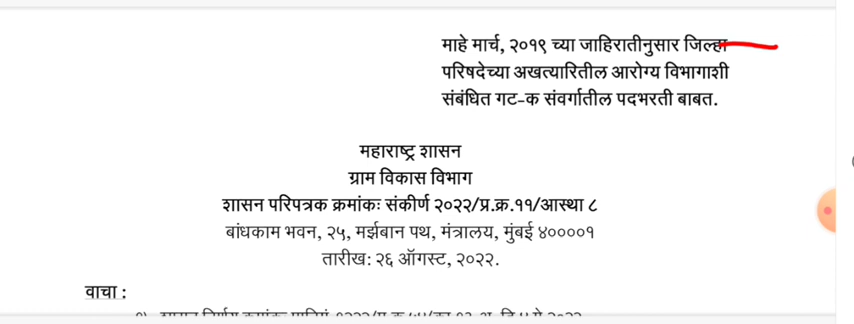 माहे मार्च, २०१९ च्या जाहिरातीनुसार जिल्हा
परिषदेच्या अखत्यारितील आरोग्य विभागाशी
संबंधित गट-क संवर्गातील पदभरती बाबत.
महाराष्ट्र शासन
ग्राम विकास विभाग
शासन परिपत्रक क्रमांकः संकीर्ण २०२२/प्र.क्र.११/आस्था ८
बांधकाम भवन, २५, मर्झबान पथ, मंत्रालय, मुंबई ४००००१
तारीख: २६ ऑगस्ट, २०२२.
वाचा :